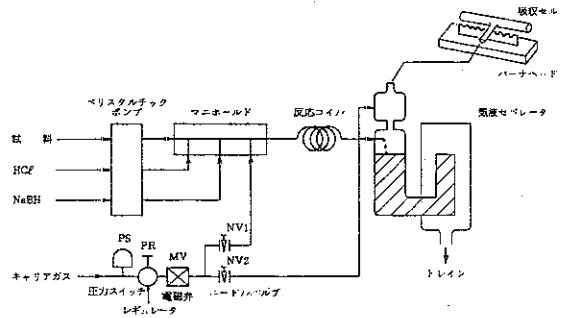 吸収セル
バーナヘッド
ペリスタルチック
ポンプ
マニホールド
反応コイル
気液セパレータ
試料
HCℓ
NaBH
NV1
NV2
PS
PR
MV
キャリアガス
圧力スイッチ
電磁弁
ニードルバルブ
レギュレータ
トレイン